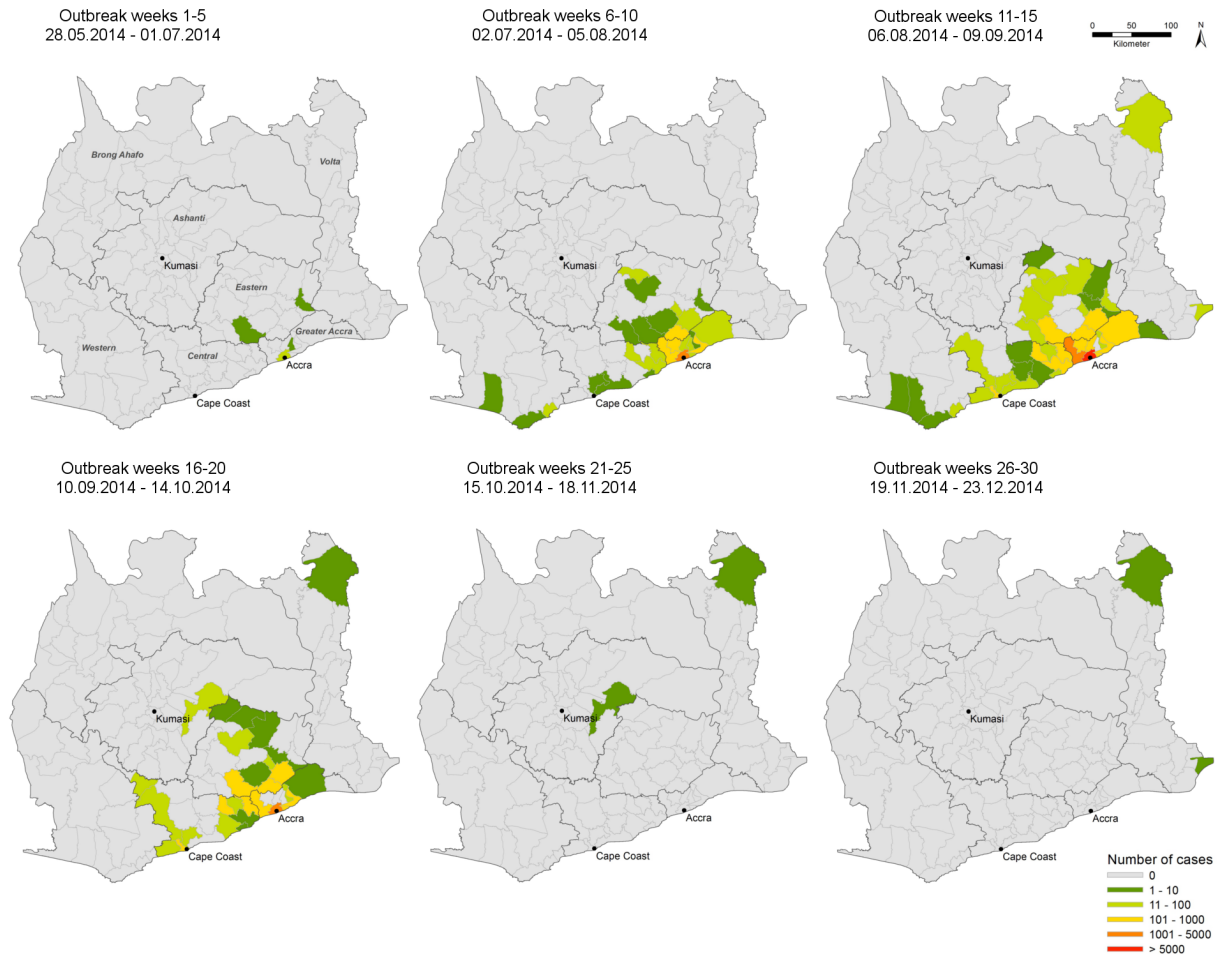 Outbreak weeks 1-5
28.05.2014 - 01.07.2014
Outbreak weeks 6-10
02.07.2014 - 05.08.2014
Outbreak weeks 11-15
06.08.2014 - 09.09.2014
0 50 100
Kilometer
N
Brong Ahafo
Volta
Ashanti
Kumasi
Eastern
Greater Accra
Western
Central
Accra
Cape Coast
Kumasi
Accra
Cape Coast
Kumasi
Accra
Cape Coast
Outbreak weeks 16-20
10.09.2014 - 14.10.2014
Outbreak weeks 21-25
15.10.2014 - 18.11.2014
Outbreak weeks 26-30
19.11.2014 - 23.12.2014
Kumasi
Accra
Cape Coast
Kumasi
Accra
Cape Coast
Kumasi
Accra
Cape Coast
Number of cases
0
1 - 10
11 - 100
101 - 1000
1001 - 5000
> 5000